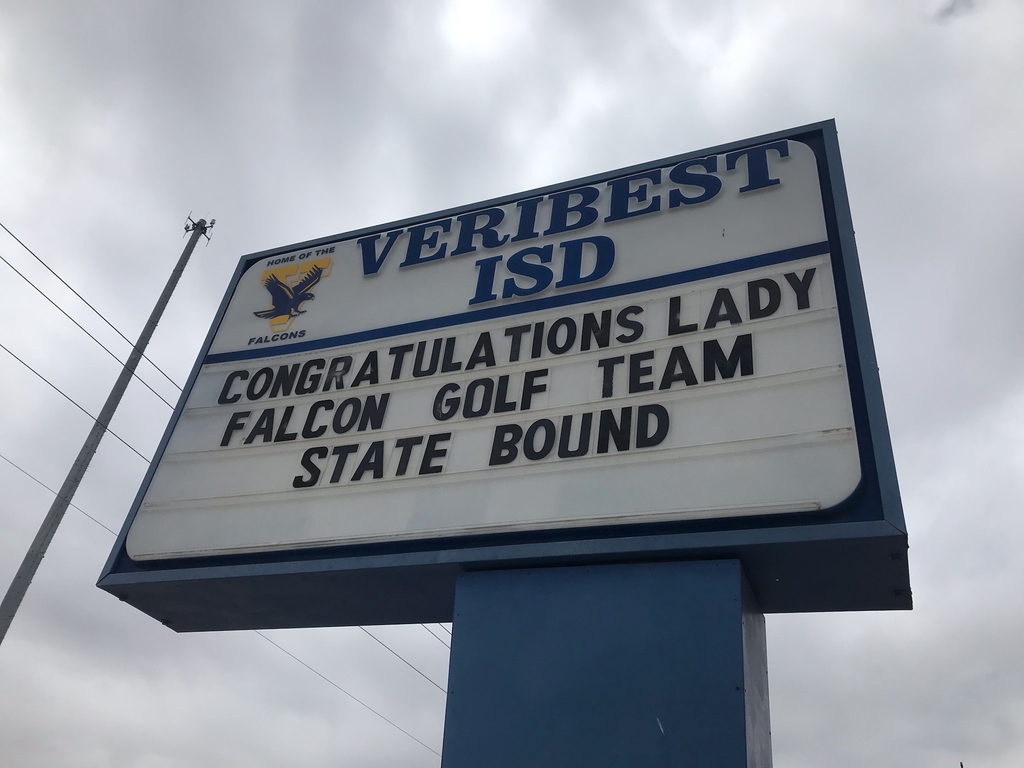 HOME OF THE
FALCONS
VERIBEST
ISD
CONGRATULATIONS LADY
FALCON GOLF TEAM
STATE BOUND